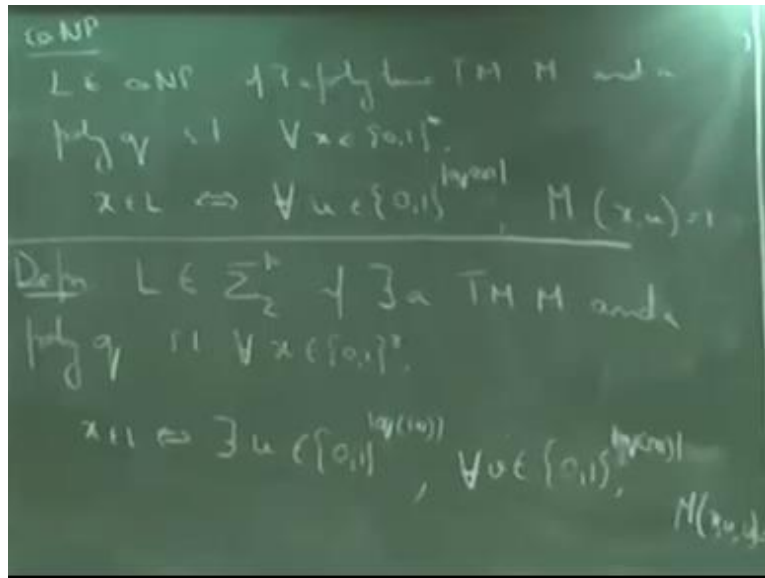 coNP
L ∈ coNP if ∃ a poly time TM M and a
poly q s.t ∀ x ∈ {0,1}*,
x ∈ L ⇔ ∀ u ∈ {0,1}^|q(|x|)|, M(x,u)=1
Defn L ∈ Σ₂ᵖ if ∃ a TM M and a
poly q s.t ∀ x ∈ {0,1}*,
x ∈ L ⇔ ∃ u ∈ {0,1}^|q(|x|)|, ∀ v ∈ {0,1}^|q(|x|)|,
M(x,u,v)